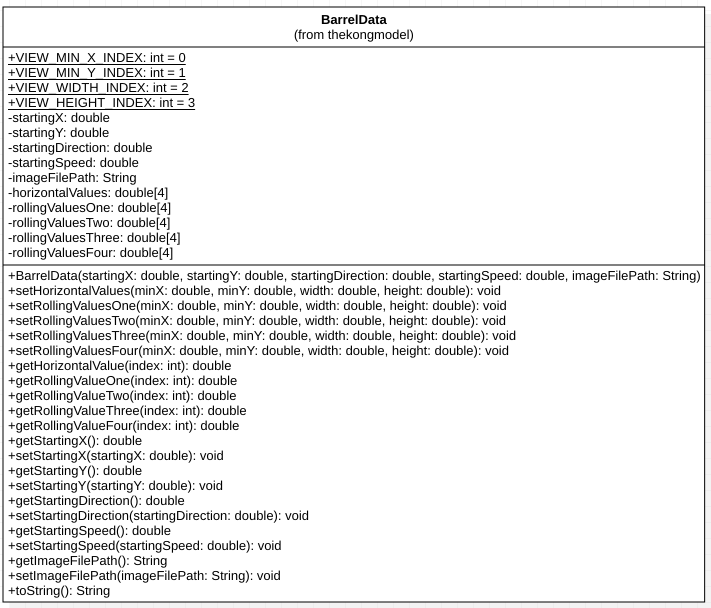 BarrelData
(from thekongmodel)
+VIEW_MIN_X_INDEX: int = 0
+VIEW_MIN_Y_INDEX: int = 1
+VIEW_WIDTH_INDEX: int = 2
+VIEW_HEIGHT_INDEX: int = 3
-startingX: double
-startingY: double
-startingDirection: double
-startingSpeed: double
-imageFilePath: String
-horizontalValues: double[4]
-rollingValuesOne: double[4]
-rollingValuesTwo: double[4]
-rollingValuesThree: double[4]
-rollingValuesFour: double[4]
+BarrelData(startingX: double, startingY: double, startingDirection: double, startingSpeed: double, imageFilePath: String)
+setHorizontalValues(minX: double, minY: double, width: double, height: double): void
+setRollingValuesOne(minX: double, minY: double, width: double, height: double): void
+setRollingValuesTwo(minX: double, minY: double, width: double, height: double): void
+setRollingValuesThree(minX: double, minY: double, width: double, height: double): void
+setRollingValuesFour(minX: double, minY: double, width: double, height: double): void
+getHorizontalValue(index: int): double
+getRollingValueOne(index: int): double
+getRollingValueTwo(index: int): double
+getRollingValueThree(index: int): double
+getRollingValueFour(index: int): double
+getStartingX(): double
+setStartingX(startingX: double): void
+getStartingY(): double
+setStartingY(startingY: double): void
+getStartingDirection(): double
+setStartingDirection(startingDirection: double): void
+getStartingSpeed(): double
+setStartingSpeed(startingSpeed: double): void
+getImageFilePath(): String
+setImageFilePath(imageFilePath: String): void
+toString(): String